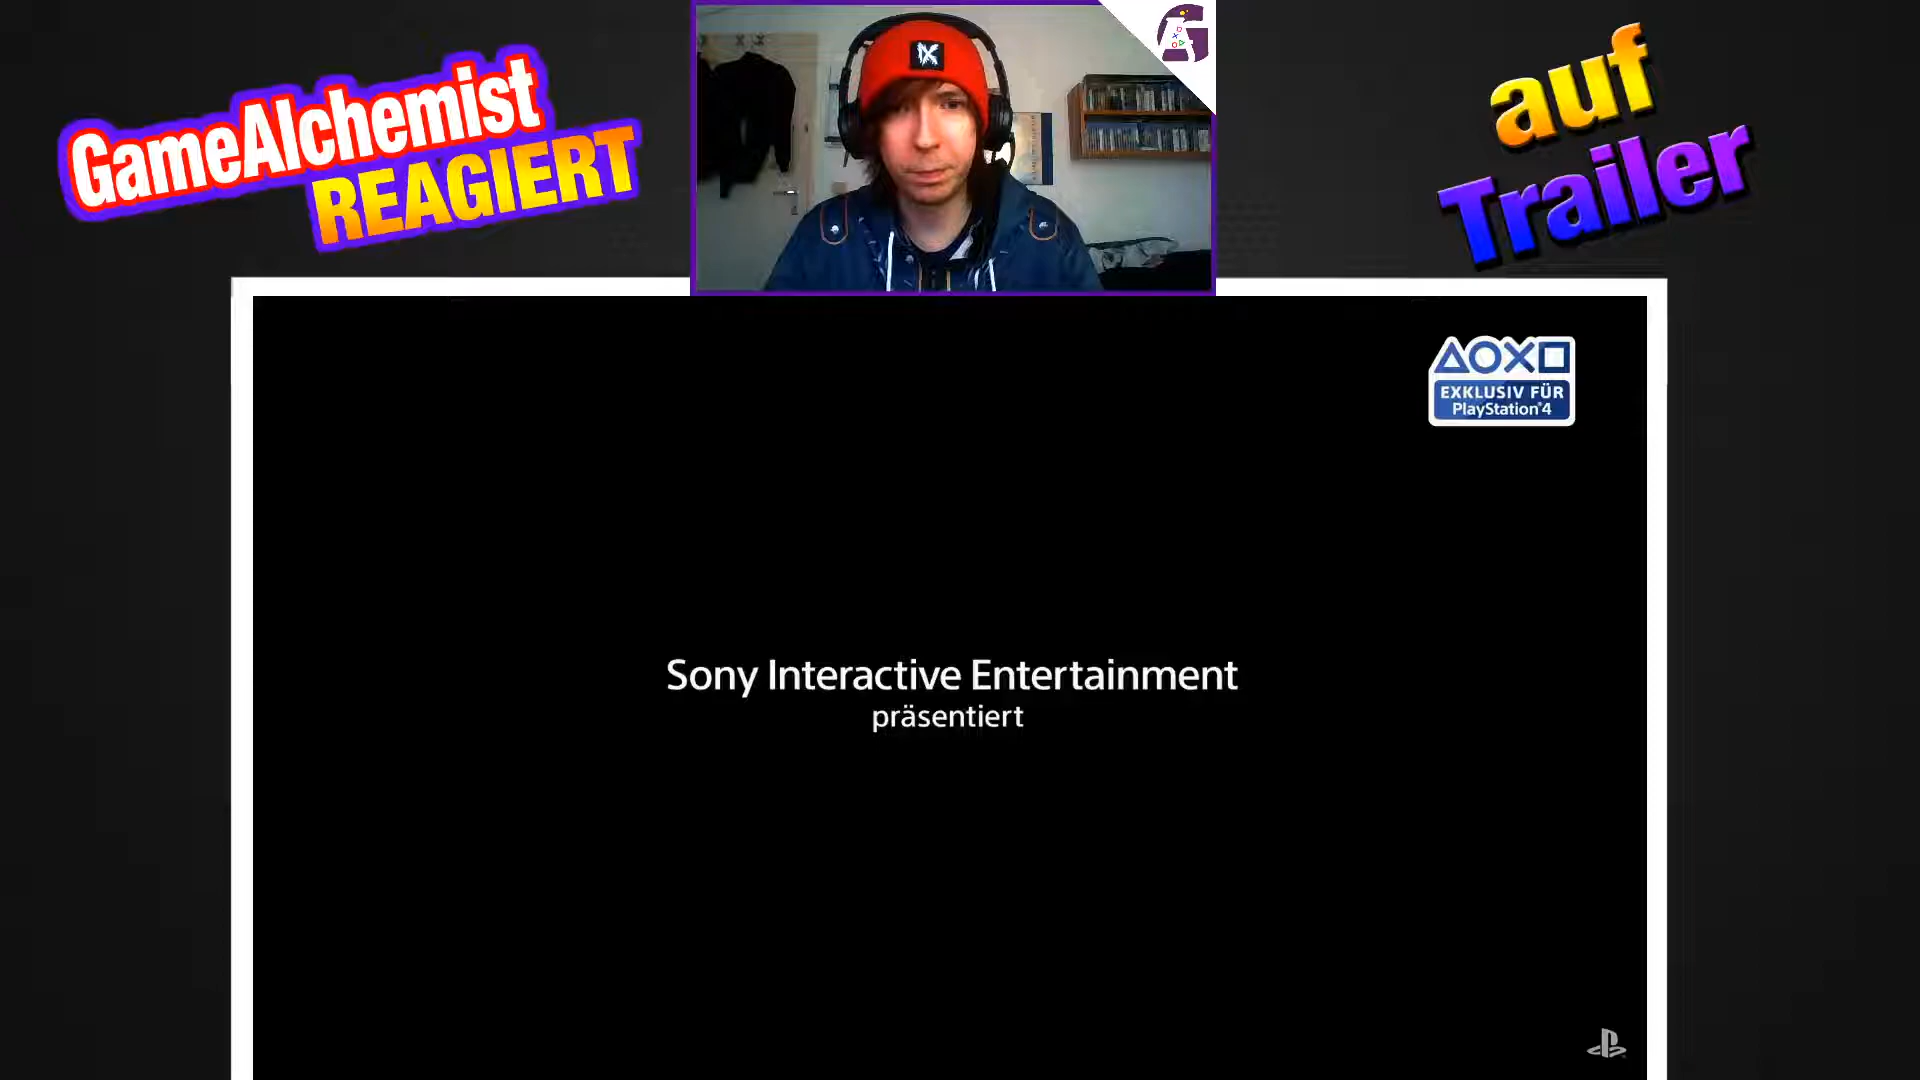 GameAlchemist
REAGIERT
auf
Trailer
EXKLUSIV FÜR
PlayStation®4
Sony Interactive Entertainment
präsentiert